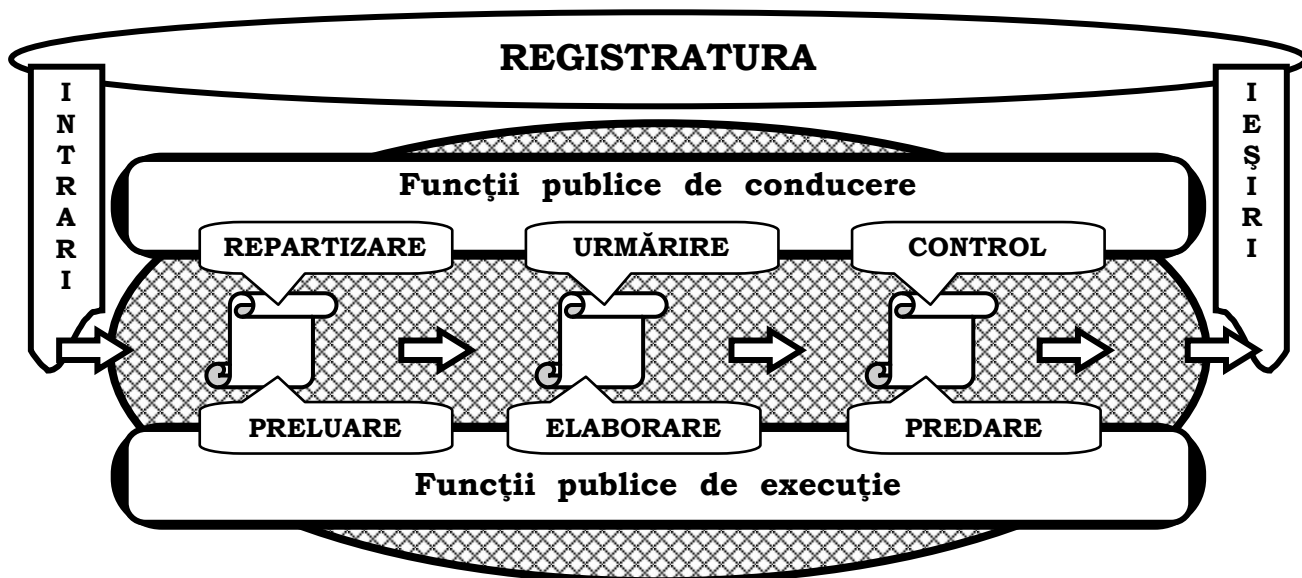 REGISTRATURA
INTRARI
IEŞIRI
Funcţii publice de conducere
REPARTIZARE
URMĂRIRE
CONTROL
PRELUARE
ELABORARE
PREDARE
Funcţii publice de execuţie